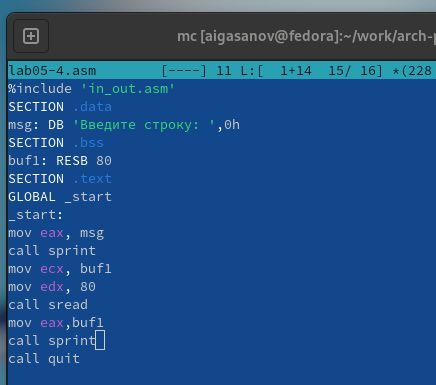 mc [aigasanov@fedora]:~/work/arch-p
lab05-4.asm [----] 11 L:[ 1+14 15/ 16] *(228
%include 'in_out.asm'
SECTION .data
msg: DB 'Введите строку: ',0h
SECTION .bss
buf1: RESB 80
SECTION .text
GLOBAL _start
_start:
mov eax, msg
call sprint
mov ecx, buf1
mov edx, 80
call sread
mov eax,buf1
call sprint
call quit